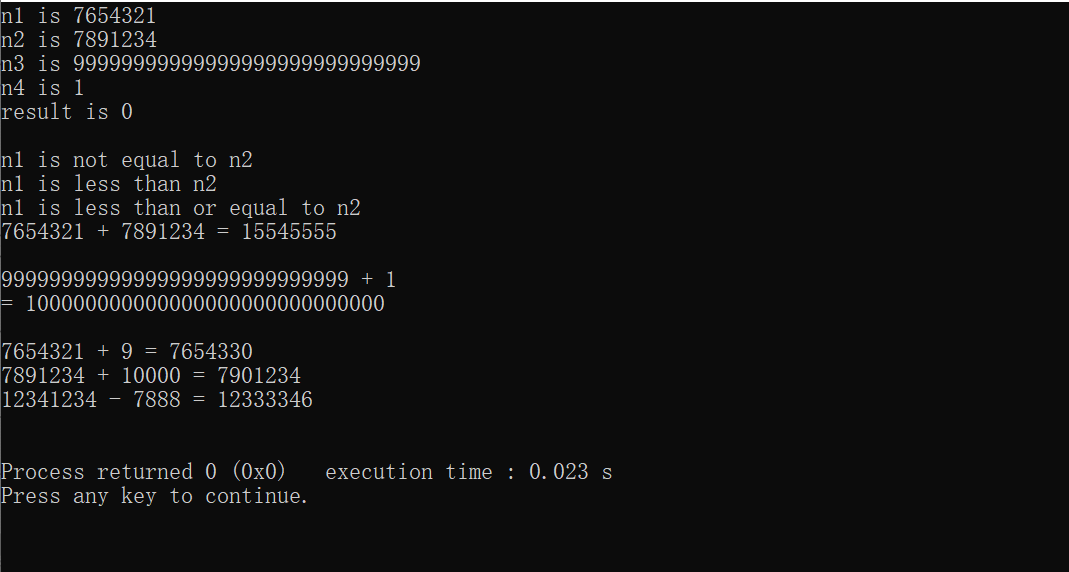 n1 is 7654321
n2 is 7891234
n3 is 99999999999999999999999999999
n4 is 1
result is 0
n1 is not equal to n2
n1 is less than n2
n1 is less than or equal to n2
7654321 + 7891234 = 15545555
99999999999999999999999999999 + 1
= 100000000000000000000000000000
7654321 + 9 = 7654330
7891234 + 10000 = 7901234
12341234 - 7888 = 12333346
Process returned 0 (0x0)   execution time : 0.023 s
Press any key to continue.